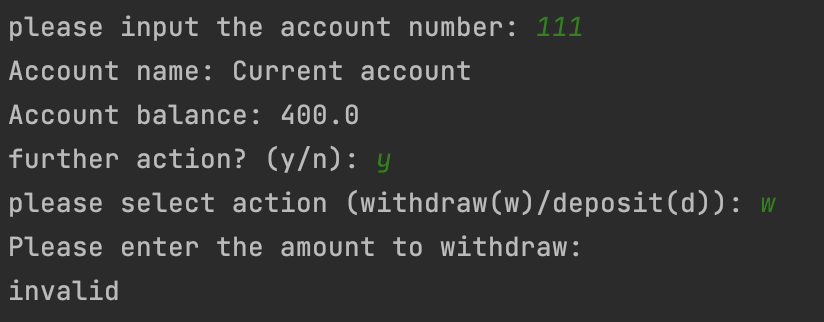 please input the account number: 111
Account name: Current account
Account balance: 400.0
further action? (y/n): y
please select action (withdraw(w)/deposit(d)): w
Please enter the amount to withdraw:
invalid